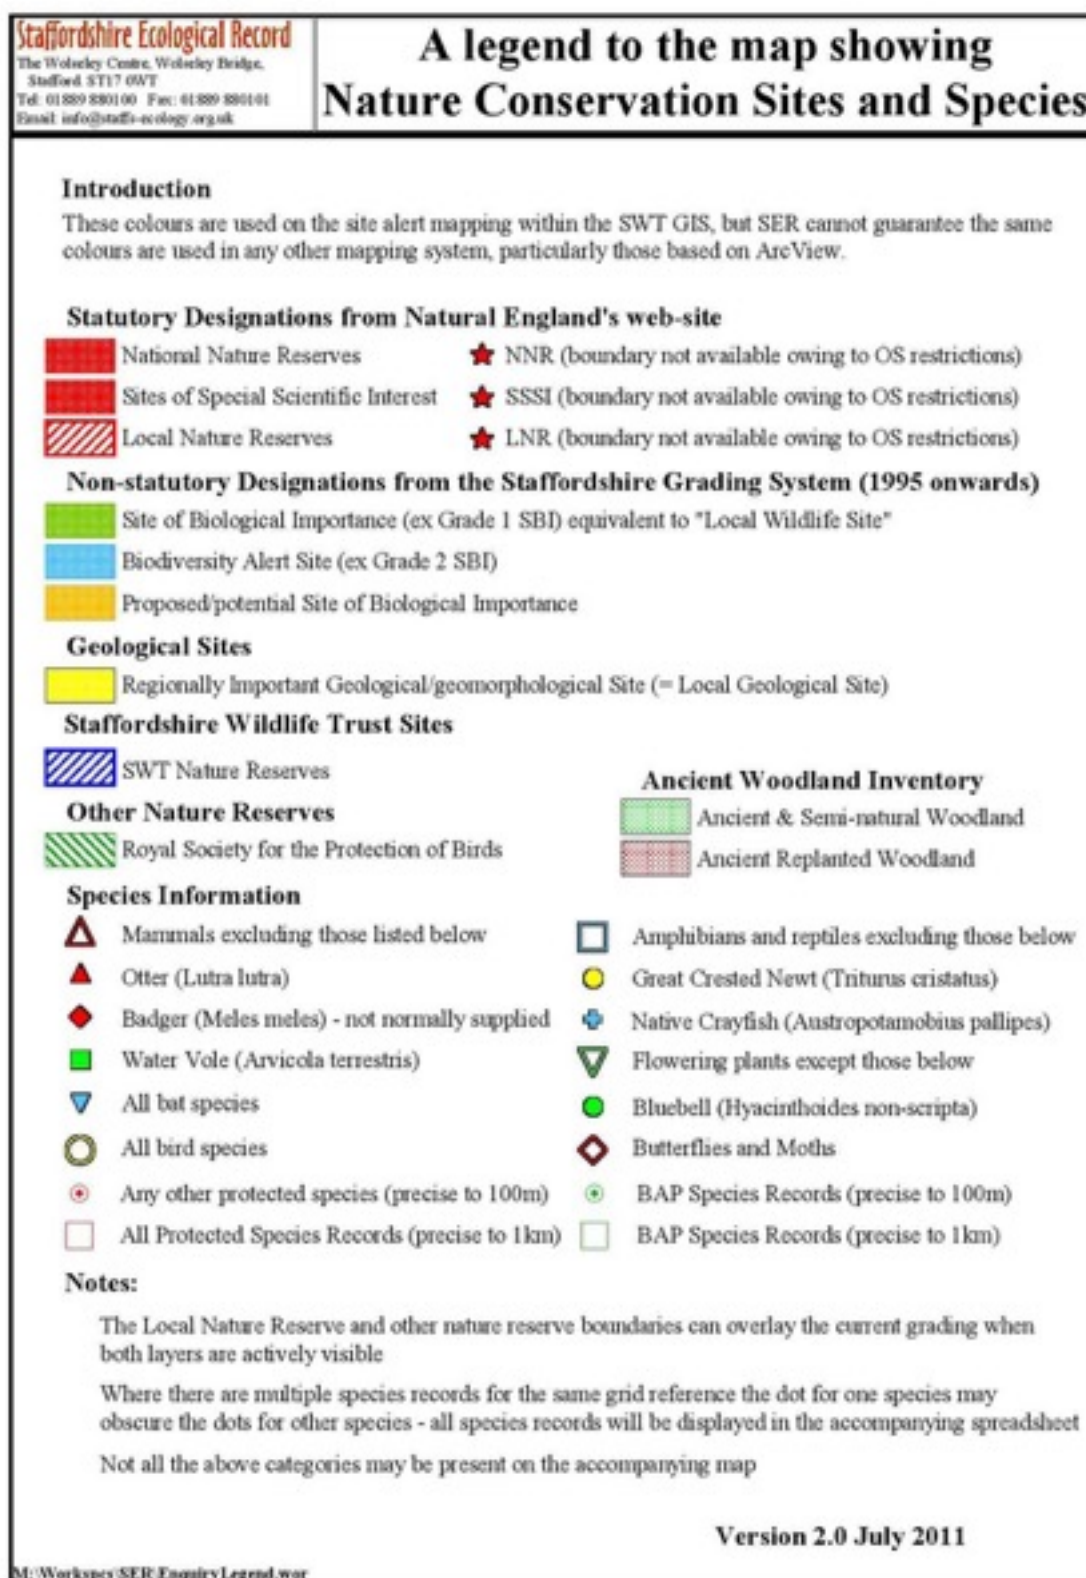 Staffordshire Ecological Record
The Wolseley Centre, Wolseley Bridge,
Stafford ST17 0WT
Tel: 01889 880100 Fax: 01889 880101
Email: info@staffs-ecology.org.uk
A legend to the map showing
Nature Conservation Sites and Species
Introduction
These colours are used on the site alert mapping within the SWT GIS, but SER cannot guarantee the same
colours are used in any other mapping system, particularly those based on ArcView.
Statutory Designations from Natural England's web-site
National Nature Reserves
NNR (boundary not available owing to OS restrictions)
Sites of Special Scientific Interest
SSSI (boundary not available owing to OS restrictions)
Local Nature Reserves
LNR (boundary not available owing to OS restrictions)
Non-statutory Designations from the Staffordshire Grading System (1995 onwards)
Site of Biological Importance (ex Grade 1 SBI) equivalent to "Local Wildlife Site"
Biodiversity Alert Site (ex Grade 2 SBI)
Proposed/potential Site of Biological Importance
Geological Sites
Regionally Important Geological/geomorphological Site (= Local Geological Site)
Staffordshire Wildlife Trust Sites
SWT Nature Reserves
Other Nature Reserves
Royal Society for the Protection of Birds
Ancient Woodland Inventory
Ancient & Semi-natural Woodland
Ancient Replanted Woodland
Species Information
Mammals excluding those listed below
Amphibians and reptiles excluding those below
Otter (Lutra lutra)
Great Crested Newt (Triturus cristatus)
Badger (Meles meles) - not normally supplied
Native Crayfish (Austropotamobius pallipes)
Water Vole (Arvicola terrestris)
Flowering plants except those below
All bat species
Bluebell (Hyacinthoides non-scripta)
All bird species
Butterflies and Moths
Any other protected species (precise to 100m)
BAP Species Records (precise to 100m)
All Protected Species Records (precise to 1km)
BAP Species Records (precise to 1km)
Notes:
The Local Nature Reserve and other nature reserve boundaries can overlay the current grading when
both layers are actively visible
Where there are multiple species records for the same grid reference the dot for one species may
obscure the dots for other species - all species records will be displayed in the accompanying spreadsheet
Not all the above categories may be present on the accompanying map
Version 2.0 July 2011
M:\Workspcs\SER\EnquiryLegend.wor